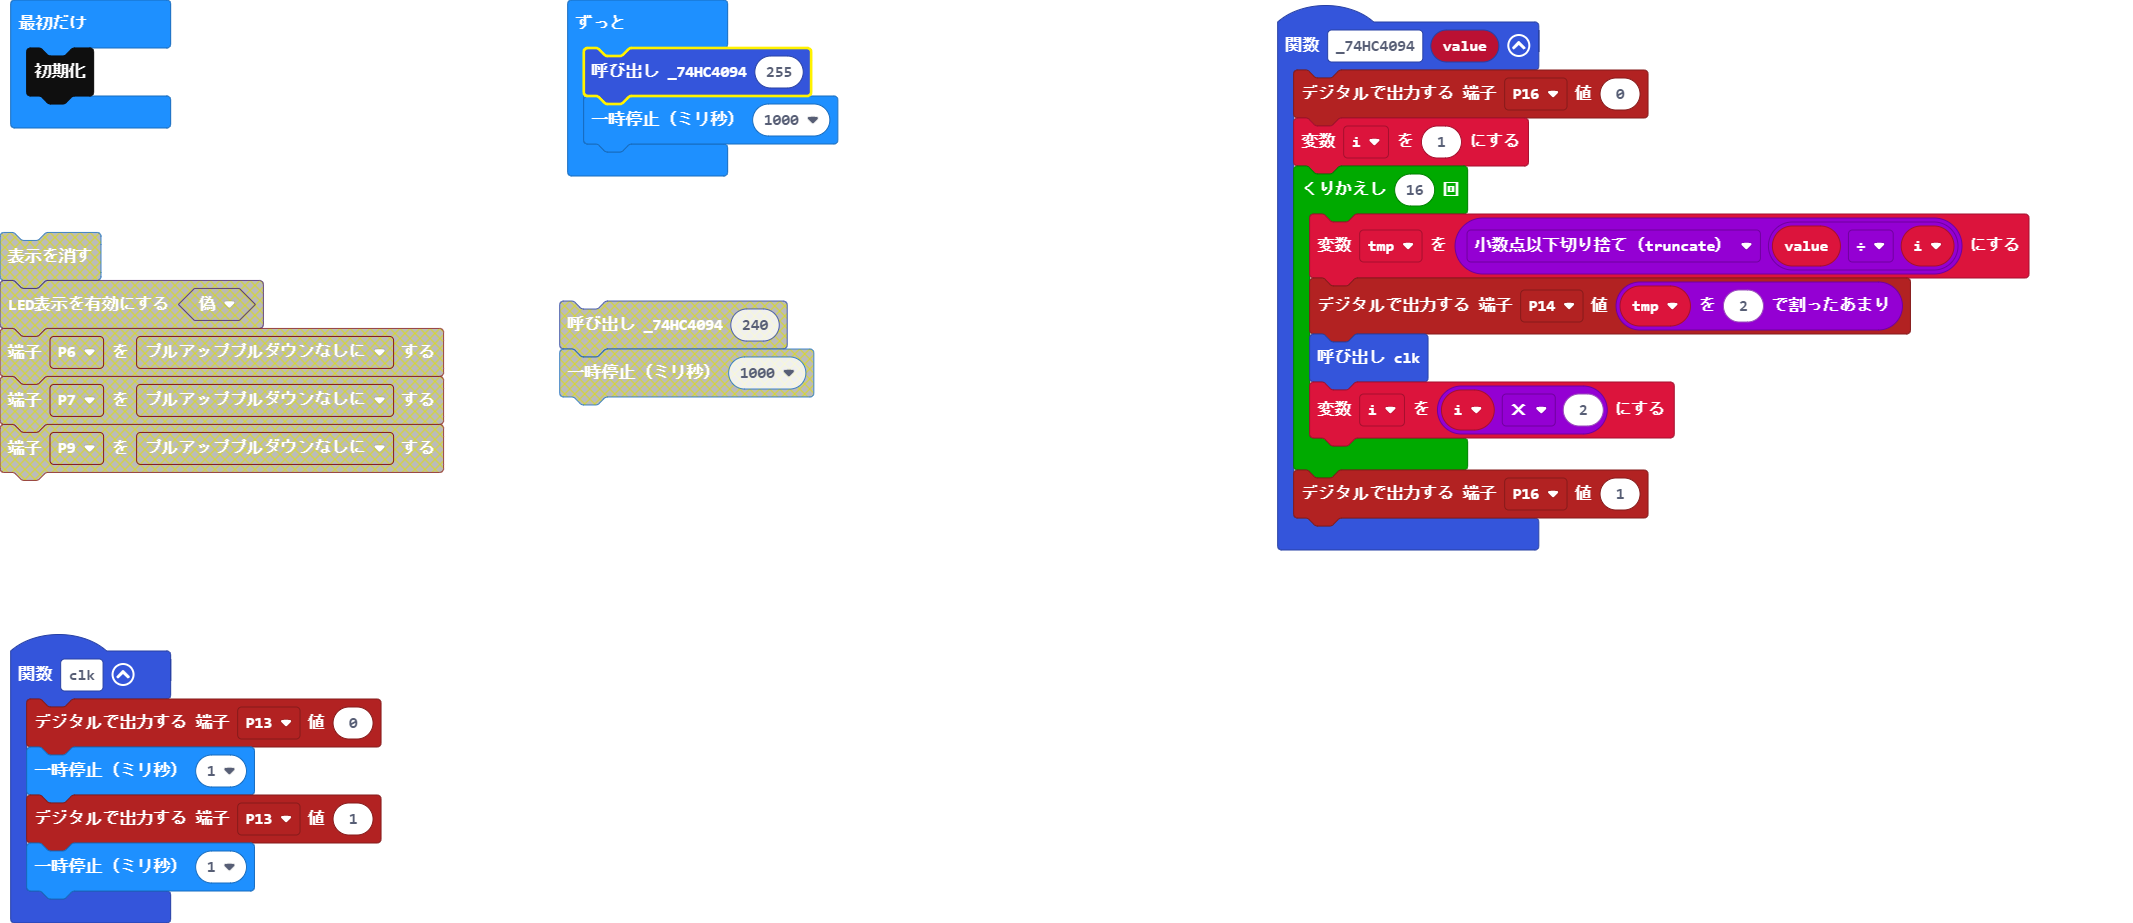 最初だけ
初期化
ずっと
呼び出し _74HC4094 255
一時停止（ミリ秒） 1000
関数 _74HC4094 value
デジタルで出力する 端子 P16 値 0
変数 i を 1 にする
くりかえし 16 回
変数 tmp を 小数点以下切り捨て（truncate） value ÷ i にする
デジタルで出力する 端子 P14 値 tmp を 2 で割ったあまり
呼び出し clk
変数 i を i × 2 にする
デジタルで出力する 端子 P16 値 1
表示を消す
LED表示を有効にする 偽
端子 P6 を プルアッププルダウンなしに する
端子 P7 を プルアッププルダウンなしに する
端子 P9 を プルアッププルダウンなしに する
呼び出し _74HC4094 240
一時停止（ミリ秒） 1000
関数 clk
デジタルで出力する 端子 P13 値 0
一時停止（ミリ秒） 1
デジタルで出力する 端子 P13 値 1
一時停止（ミリ秒） 1